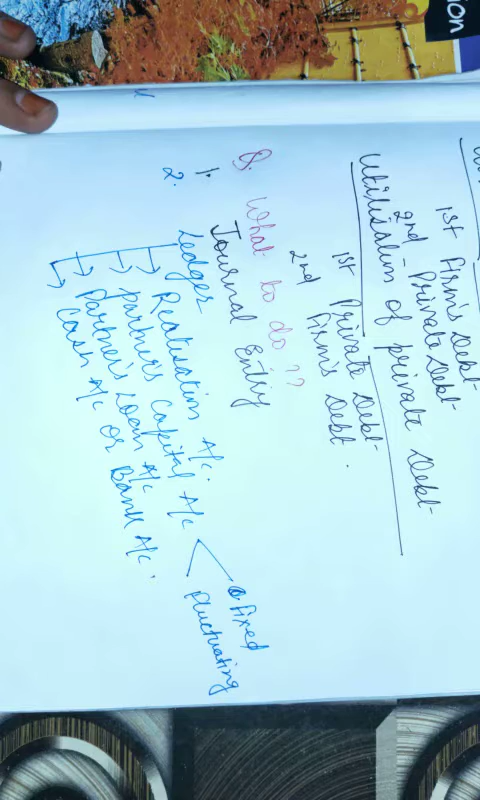 1st Firm's Debt
2nd Private Debt
Utilisation of private Debt
1st Private Debt
2nd Firm's Debt.
Q. What to do ??
1. Journal Entry
2. Ledger
Realisation A/c.
Partner's Capital A/c
Fixed
Fluctuating
Partner's Loan A/c
Cash A/c or Bank A/c.